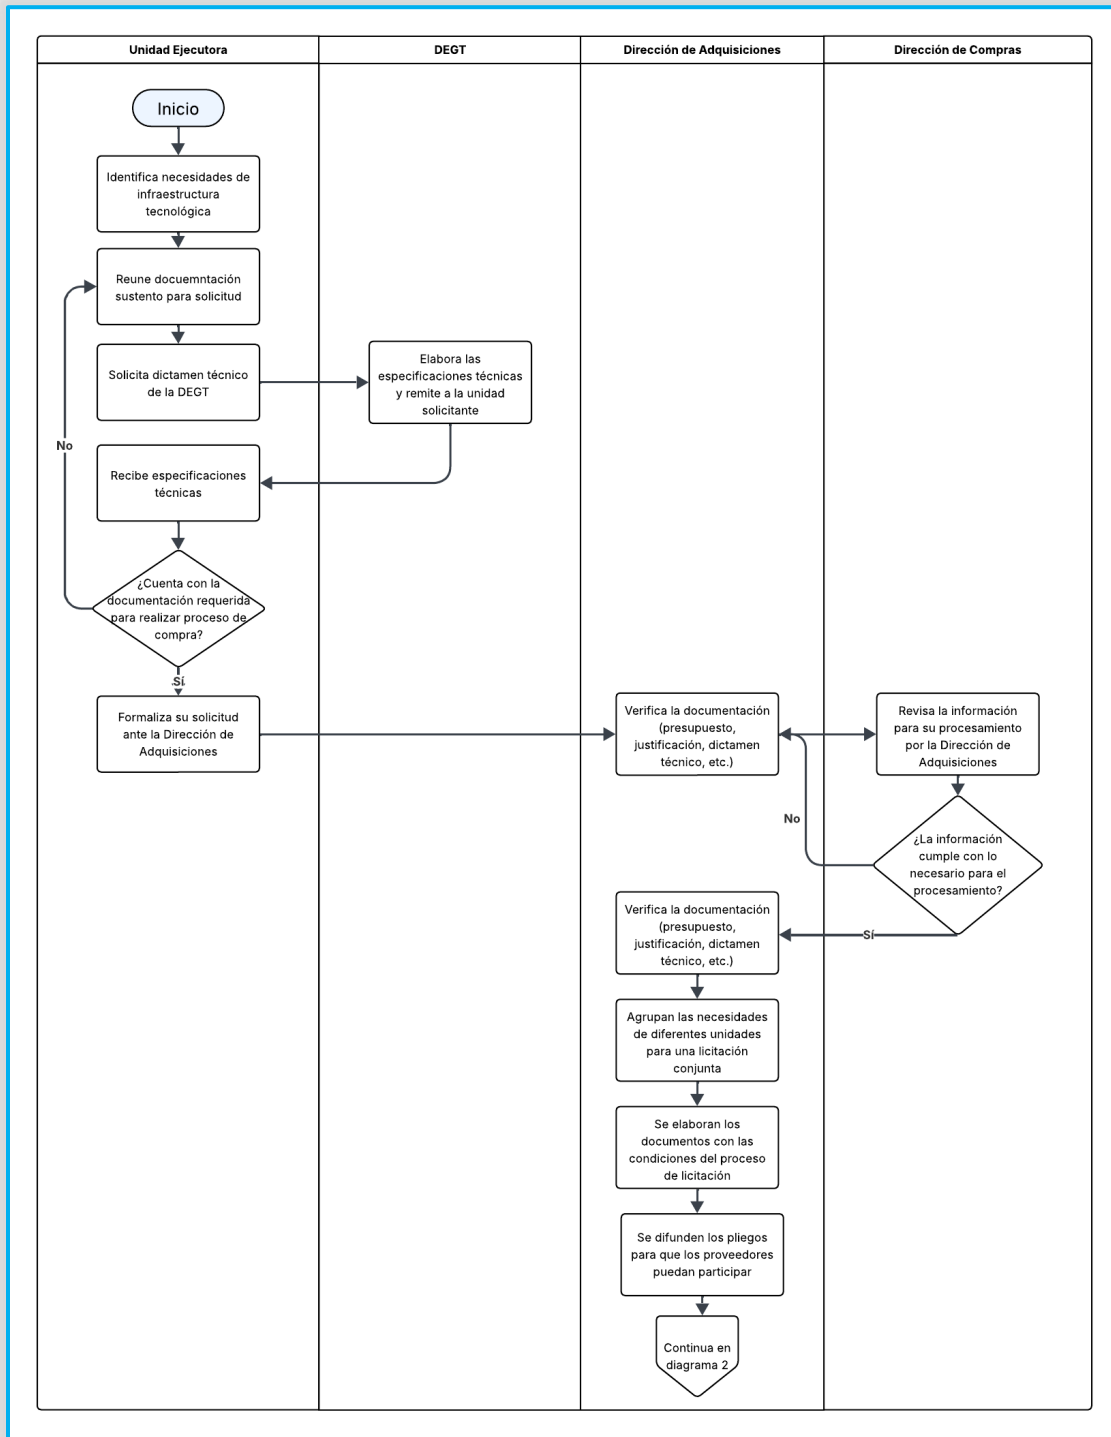 Unidad Ejecutora
DEGT
Dirección de Adquisiciones
Dirección de Compras
Inicio
Identifica necesidades de
infraestructura
tecnológica
Reune docuemntación
sustento para solicitud
Solicita dictamen técnico
de la DEGT
Elabora las
especificaciones técnicas
y remite a la unidad
solicitante
No
Recibe especificaciones
técnicas
¿Cuenta con la
documentación requerida
para realizar proceso de
compra?
Sí
Formaliza su solicitud
ante la Dirección de
Adquisiciones
Verifica la documentación
(presupuesto,
justificación, dictamen
técnico, etc.)
Revisa la información
para su procesamiento
por la Dirección de
Adquisiciones
No
¿La información
cumple con lo
necesario para el
procesamiento?
Sí
Verifica la documentación
(presupuesto,
justificación, dictamen
técnico, etc.)
Agrupan las necesidades
de diferentes unidades
para una licitación
conjunta
Se elaboran los
documentos con las
condiciones del proceso
de licitación
Se difunden los pliegos
para que los proveedores
puedan participar
Continua en
diagrama 2